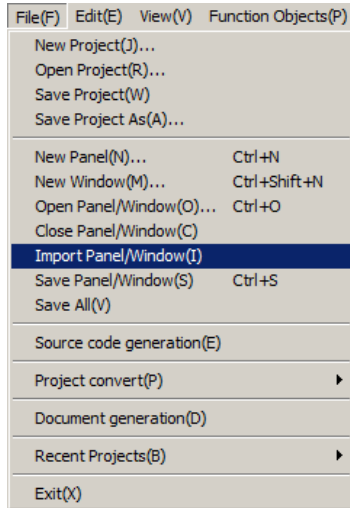 File(F) Edit(E) View(V) Function Objects(P)
New Project(J)...
Open Project(R)...
Save Project(W)
Save Project As(A)...
New Panel(N)... Ctrl+N
New Window(M)... Ctrl+Shift+N
Open Panel/Window(O)... Ctrl+O
Close Panel/Window(C)
Import Panel/Window(I)
Save Panel/Window(S) Ctrl+S
Save All(V)
Source code generation(E)
Project convert(P)
Document generation(D)
Recent Projects(B)
Exit(X)